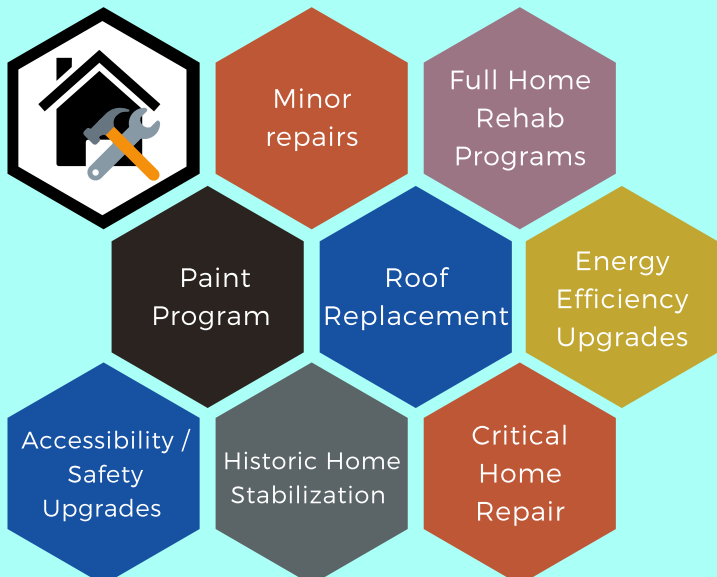 Minor
repairs
Full Home
Rehab
Programs
Paint
Program
Roof
Replacement
Energy
Efficiency
Upgrades
Accessibility /
Safety
Upgrades
Historic Home
Stabilization
Critical
Home
Repair